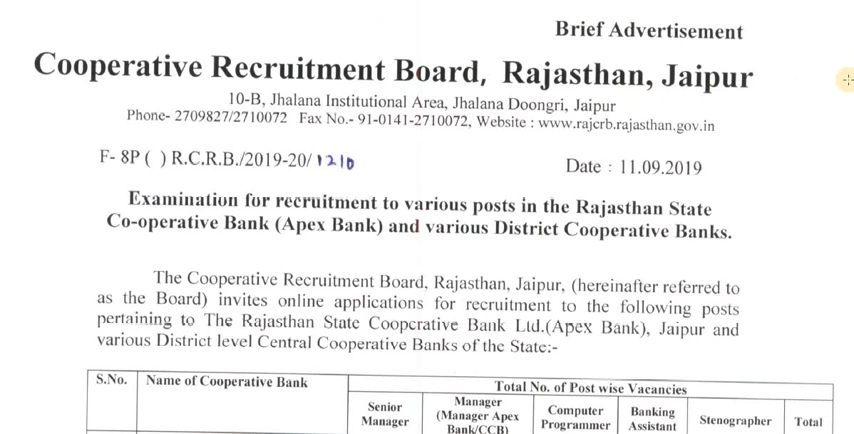 Brief Advertisement
Cooperative Recruitment Board, Rajasthan, Jaipur
10-B, Jhalana Institutional Area, Jhalana Doongri, Jaipur
Phone- 2709827/2710072 Fax No.- 91-0141-2710072, Website : www.rajcrb.rajasthan.gov.in
F- 8P ( ) R.C.R.B./2019-20/1210
Date : 11.09.2019
Examination for recruitment to various posts in the Rajasthan State
Co-operative Bank (Apex Bank) and various District Cooperative Banks.
The Cooperative Recruitment Board, Rajasthan, Jaipur, (hereinafter referred to
as the Board) invites online applications for recruitment to the following posts
pertaining to The Rajasthan State Cooperative Bank Ltd.(Apex Bank), Jaipur and
various District level Central Cooperative Banks of the State:-
S.No. Name of Cooperative Bank
Total No. of Post wise Vacancies
Senior
Manager
Manager
(Manager Apex
Bank/CCB)
Computer
Programmer
Banking
Assistant
Stenographer
Total